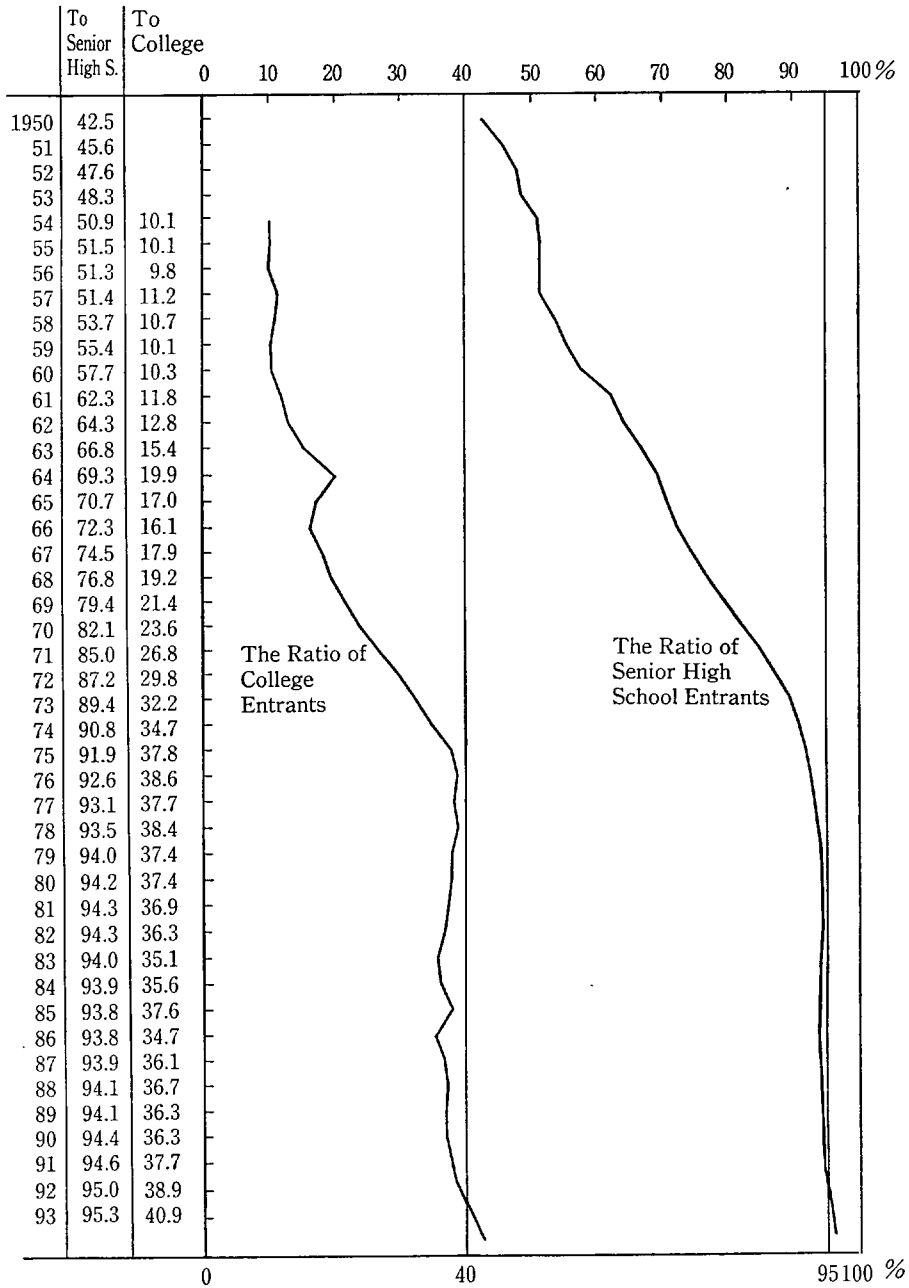 To Senior High S. To College
0 10 20 30 40 50 60 70 80 90 100 %
1950 42.5
51 45.6
52 47.6
53 48.3
54 50.9 10.1
55 51.5 10.1
56 51.3 9.8
57 51.4 11.2
58 53.7 10.7
59 55.4 10.1
60 57.7 10.3
61 62.3 11.8
62 64.3 12.8
63 66.8 15.4
64 69.3 19.9
65 70.7 17.0
66 72.3 16.1
67 74.5 17.9
68 76.8 19.2
69 79.4 21.4
70 82.1 23.6
71 85.0 26.8
72 87.2 29.8
73 89.4 32.2
74 90.8 34.7
75 91.9 37.8
76 92.6 38.6
77 93.1 37.7
78 93.5 38.4
79 94.0 37.4
80 94.2 37.4
81 94.3 36.9
82 94.3 36.3
83 94.0 35.1
84 93.9 35.6
85 93.8 37.6
86 93.8 34.7
87 93.9 36.1
88 94.1 36.7
89 94.1 36.3
90 94.4 36.3
91 94.6 37.7
92 95.0 38.9
93 95.3 40.9
The Ratio of
College
Entrants
The Ratio of
Senior High
School Entrants
0 40 95 100 %